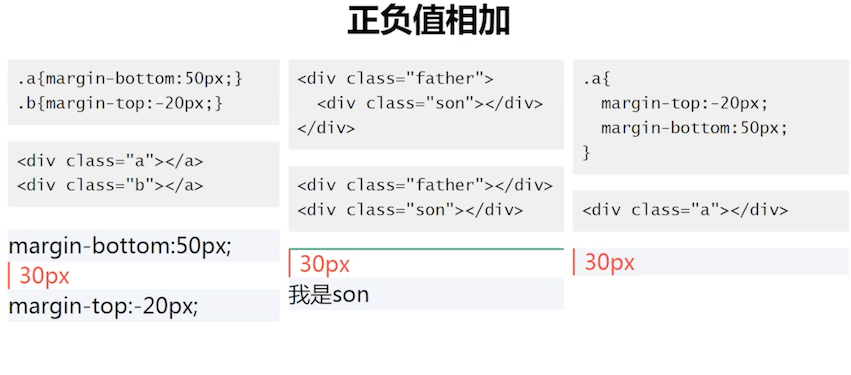 正负值相加
.a{margin-bottom:50px;}
.b{margin-top:-20px;}
<div class="a"></a>
<div class="b"></a>
margin-bottom:50px;
30px
margin-top:-20px;
<div class="father">
  <div class="son"></div>
</div>
<div class="father"></div>
<div class="son"></div>
30px
我是son
.a{
  margin-top:-20px;
  margin-bottom:50px;
}
<div class="a"></div>
30px